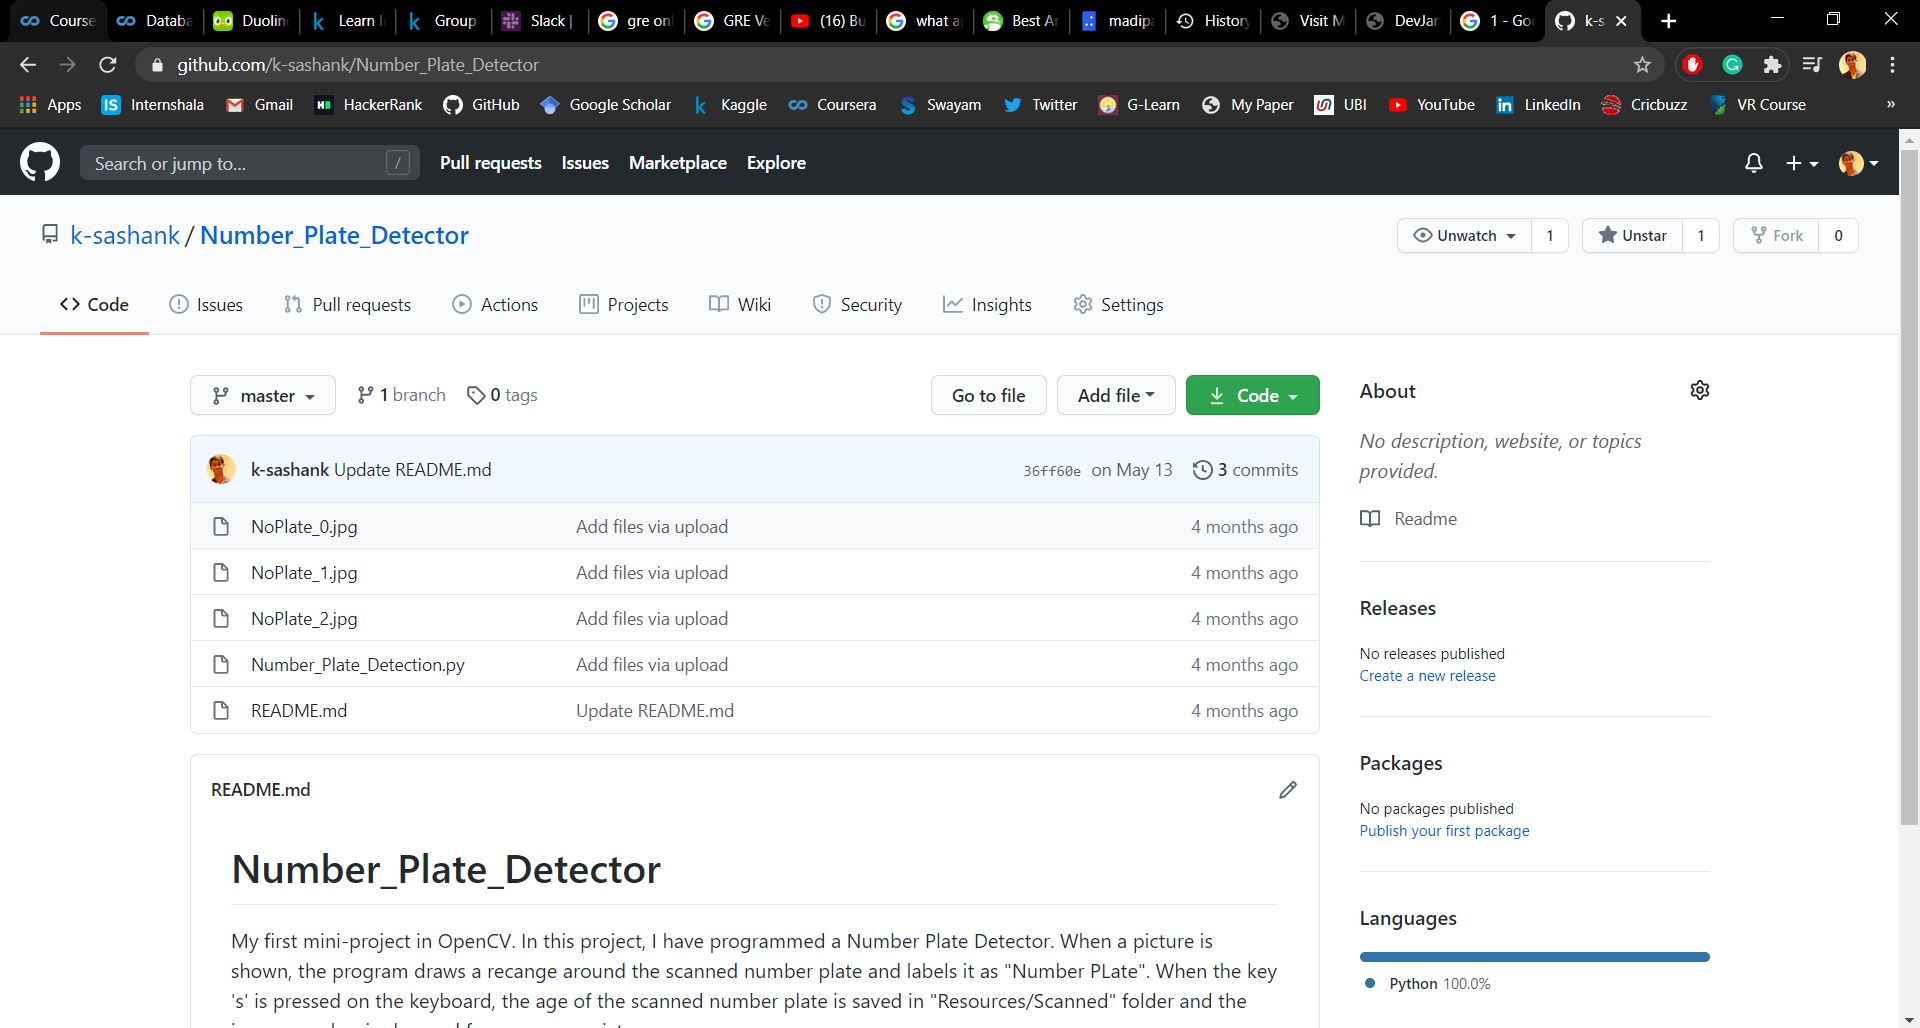 Course Databa Duolin Learn I Group Slack | gre onl GRE Ve (16) Bu what a Best Ar madipa History Visit M DevJan 1 - Goo k-s
github.com/k-sashank/Number_Plate_Detector
Apps Internshala Gmail HackerRank GitHub Google Scholar Kaggle Coursera Swayam Twitter G-Learn My Paper UBI YouTube LinkedIn Cricbuzz VR Course »
Search or jump to... / Pull requests Issues Marketplace Explore
k-sashank / Number_Plate_Detector
Unwatch 1 Unstar 1 Fork 0
Code Issues Pull requests Actions Projects Wiki Security Insights Settings
master 1 branch 0 tags Go to file Add file Code
k-sashank Update README.md 36ff60e on May 13 3 commits
NoPlate_0.jpg Add files via upload 4 months ago
NoPlate_1.jpg Add files via upload 4 months ago
NoPlate_2.jpg Add files via upload 4 months ago
Number_Plate_Detection.py Add files via upload 4 months ago
README.md Update README.md 4 months ago
README.md
Number_Plate_Detector
My first mini-project in OpenCV. In this project, I have programmed a Number Plate Detector. When a picture is
shown, the program draws a recange around the scanned number plate and labels it as "Number PLate". When the key
's' is pressed on the keyboard, the age of the scanned number plate is saved in "Resources/Scanned" folder and the
About
No description, website, or topics
provided.
Readme
Releases
No releases published
Create a new release
Packages
No packages published
Publish your first package
Languages
Python 100.0%